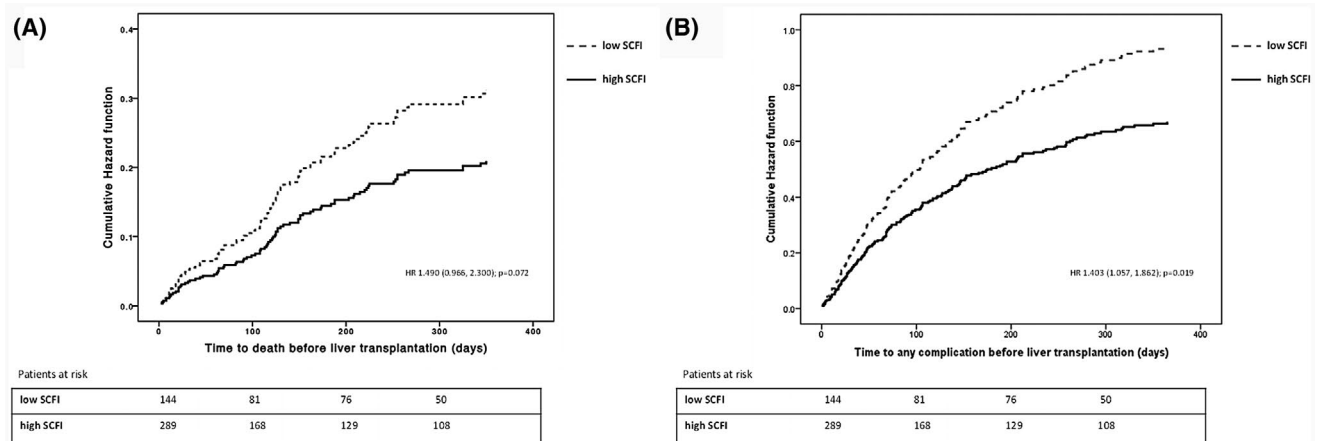 (A)
0.4
0.3
0.2
0.1
0.0
Cumulative Hazard function
low SCFI
high SCFI
HR 1.490 (0.966, 2.300); p=0.072
0 100 200 300 400
Time to death before liver transplantation (days)
Patients at risk
low SCFI 144 81 76 50
high SCFI 289 168 129 108
(B)
1.0
0.8
0.6
0.4
0.2
0.0
Cumulative Hazard function
low SCFI
high SCFI
HR 1.403 (1.057, 1.862); p=0.019
0 100 200 300 400
Time to any complication before liver transplantation (days)
Patients at risk
low SCFI 144 81 76 50
high SCFI 289 168 129 108